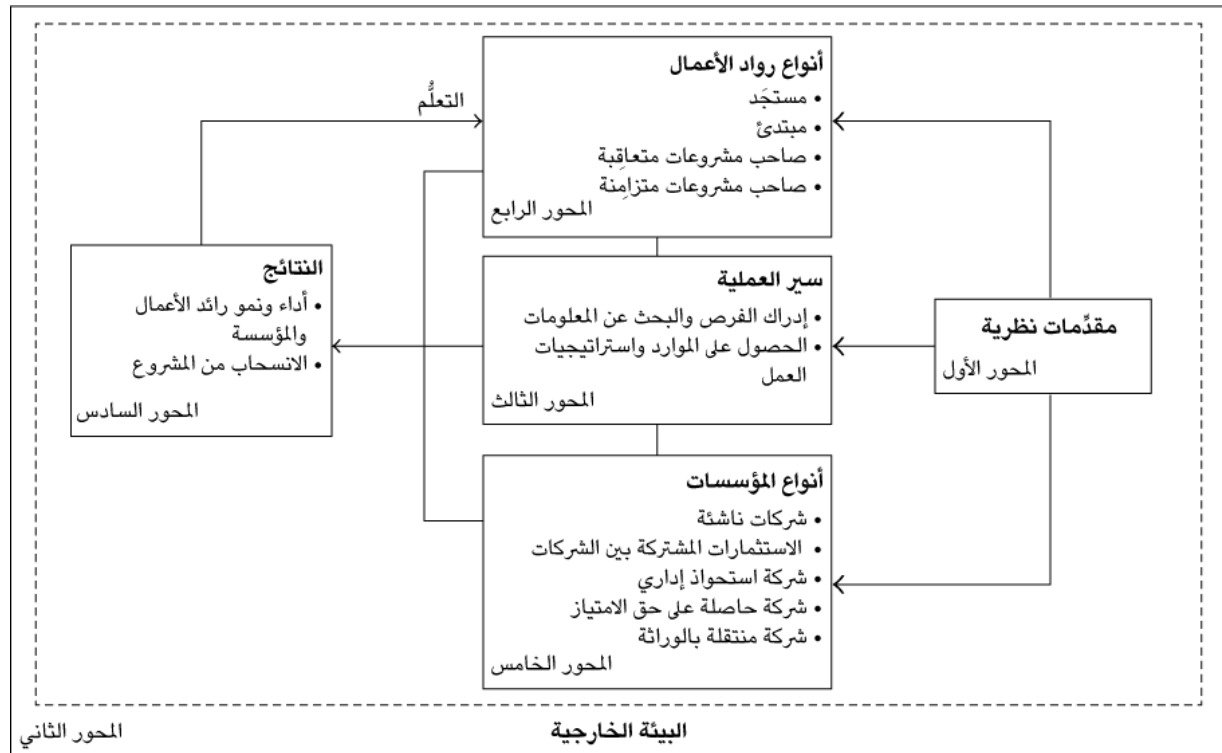 أنواع رواد الأعمال
• مستجَد
• مبتدئ
• صاحب مشروعات متعاقِبة
• صاحب مشروعات متزامِنة
المحور الرابع
التعلُّم
مقدِّمات نظرية
المحور الأول
سير العملية
• إدراك الفرص والبحث عن المعلومات
• الحصول على الموارد واستراتيجيات
العمل
المحور الثالث
النتائج
• أداء ونمو رائد الأعمال
والمؤسسة
• الانسحاب من المشروع
المحور السادس
أنواع المؤسسات
• شركات ناشئة
• الاستثمارات المشتركة بين الشركات
• شركة استحواذ إداري
• شركة حاصلة على حق الامتياز
• شركة منتقلة بالوراثة
المحور الخامس
البيئة الخارجية
المحور الثاني